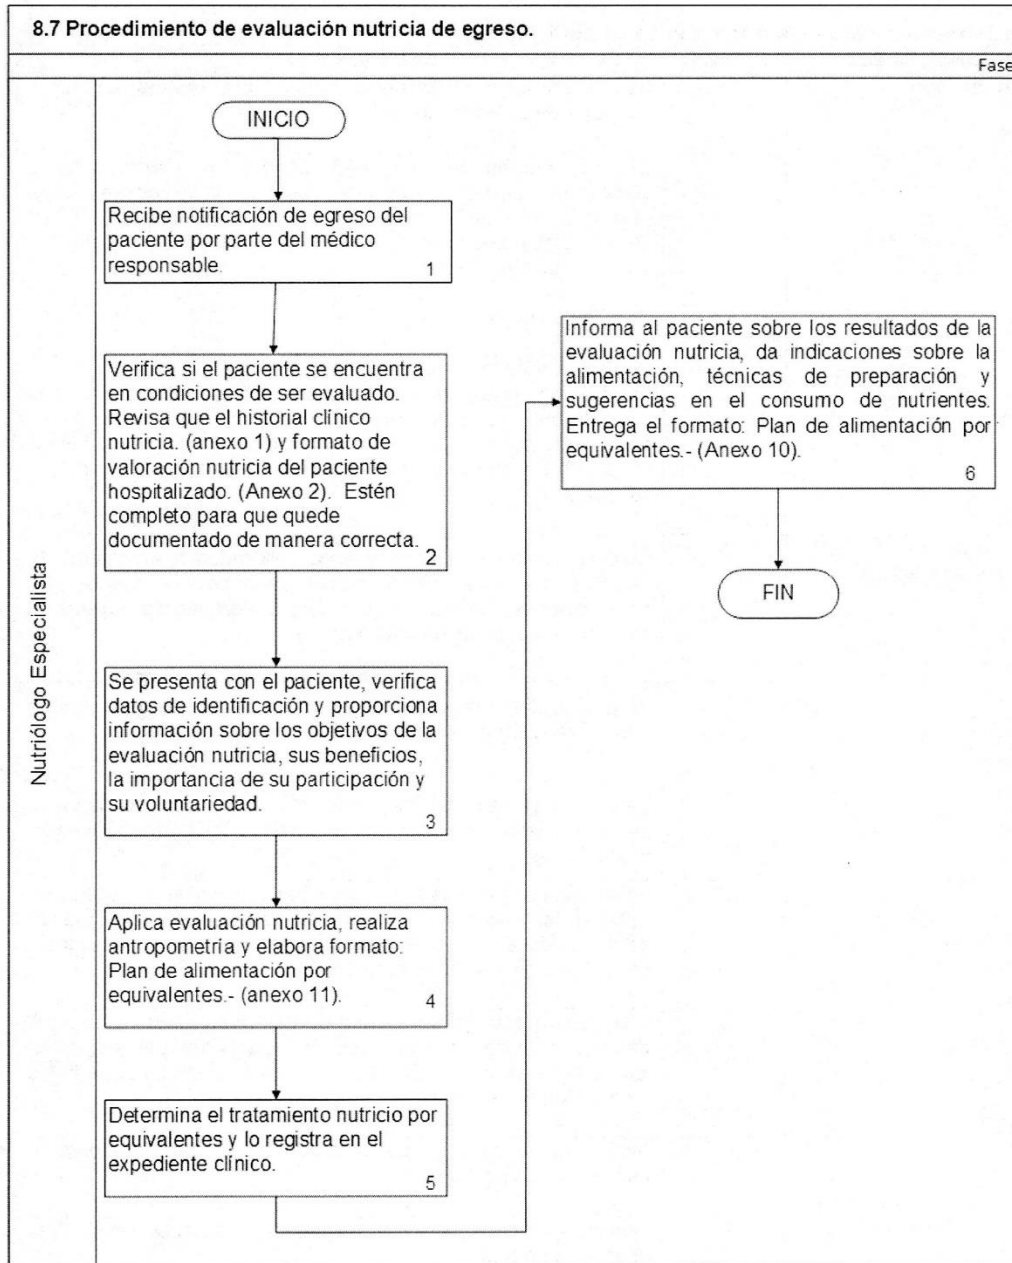 8.7 Procedimiento de evaluación nutricia de egreso.
Fase
Nutriólogo Especialista
INICIO
Recibe notificación de egreso del
paciente por parte del médico
responsable.
1
Verifica si el paciente se encuentra
en condiciones de ser evaluado.
Revisa que el historial clínico
nutricia. (anexo 1) y formato de
valoración nutricia del paciente
hospitalizado. (Anexo 2). Estén
completo para que quede
documentado de manera correcta.
2
Se presenta con el paciente, verifica
datos de identificación y proporciona
información sobre los objetivos de la
evaluación nutricia, sus beneficios,
la importancia de su participación y
su voluntariedad.
3
Aplica evaluación nutricia, realiza
antropometría y elabora formato:
Plan de alimentación por
equivalentes.- (anexo 11).
4
Determina el tratamiento nutricio por
equivalentes y lo registra en el
expediente clínico.
5
Informa al paciente sobre los resultados de la
evaluación nutricia, da indicaciones sobre la
alimentación, técnicas de preparación y
sugerencias en el consumo de nutrientes.
Entrega el formato: Plan de alimentación por
equivalentes.- (Anexo 10).
6
FIN